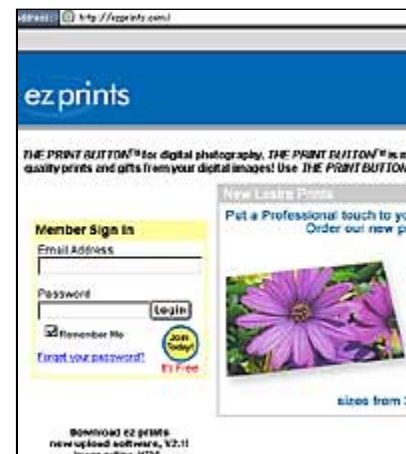 http://ezprints.com/
ez prints
THE PRINT BUTTON™ for digital photography, THE PRINT BUTTON™ is
quality prints and gifts from your digital images! Use THE PRINT BUTTON
New Lustre Prints
Put a Professional touch to
Order our new
Member Sign In
Email Address
Password
Login
Remember Me
Join Today!
Forgot your password?
It's Free
sizes from
Download ez prints
new upload software, V2.1!